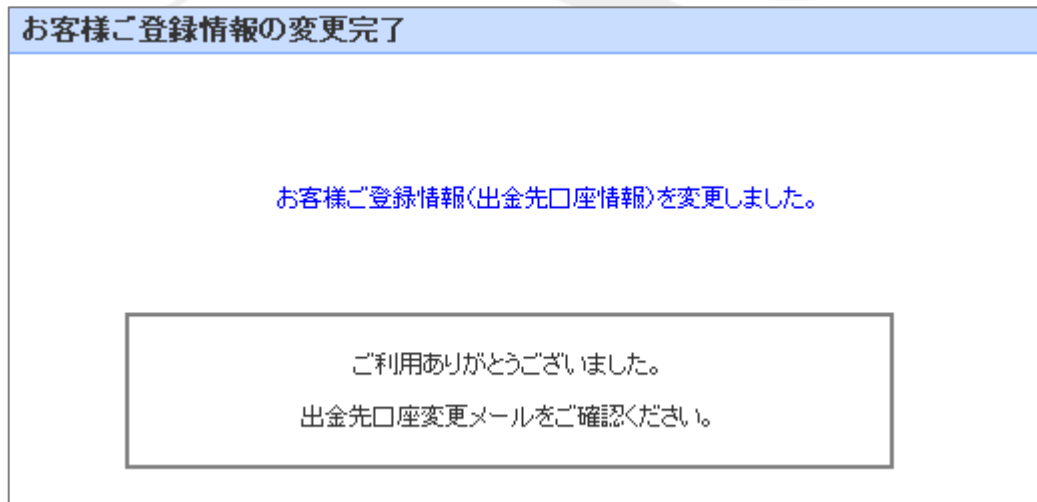 お客様ご登録情報の変更完了
お客様ご登録情報(出金先口座情報)を変更しました。
ご利用ありがとうございました。
出金先口座変更メールをご確認ください。